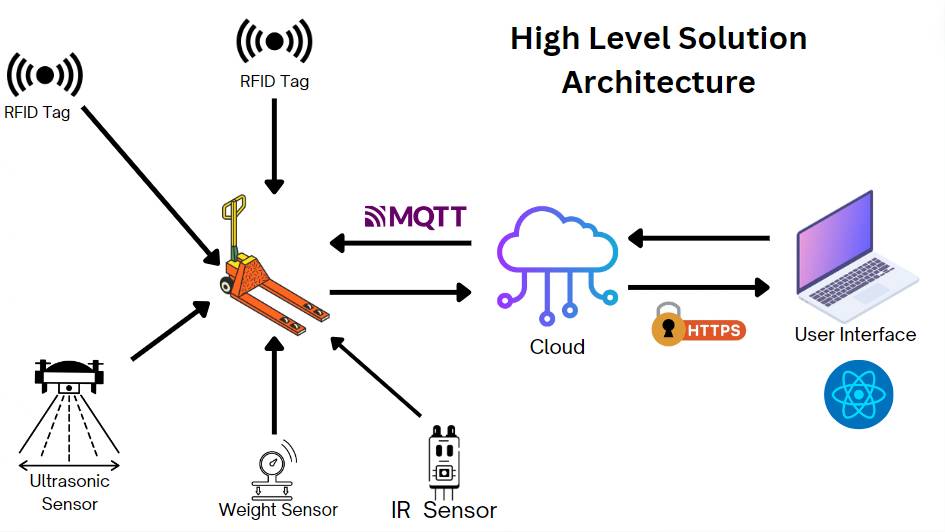 High Level Solution
Architecture
RFID Tag
RFID Tag
MQTT
HTTPS
Cloud
User Interface
Ultrasonic
Sensor
Weight Sensor
IR Sensor